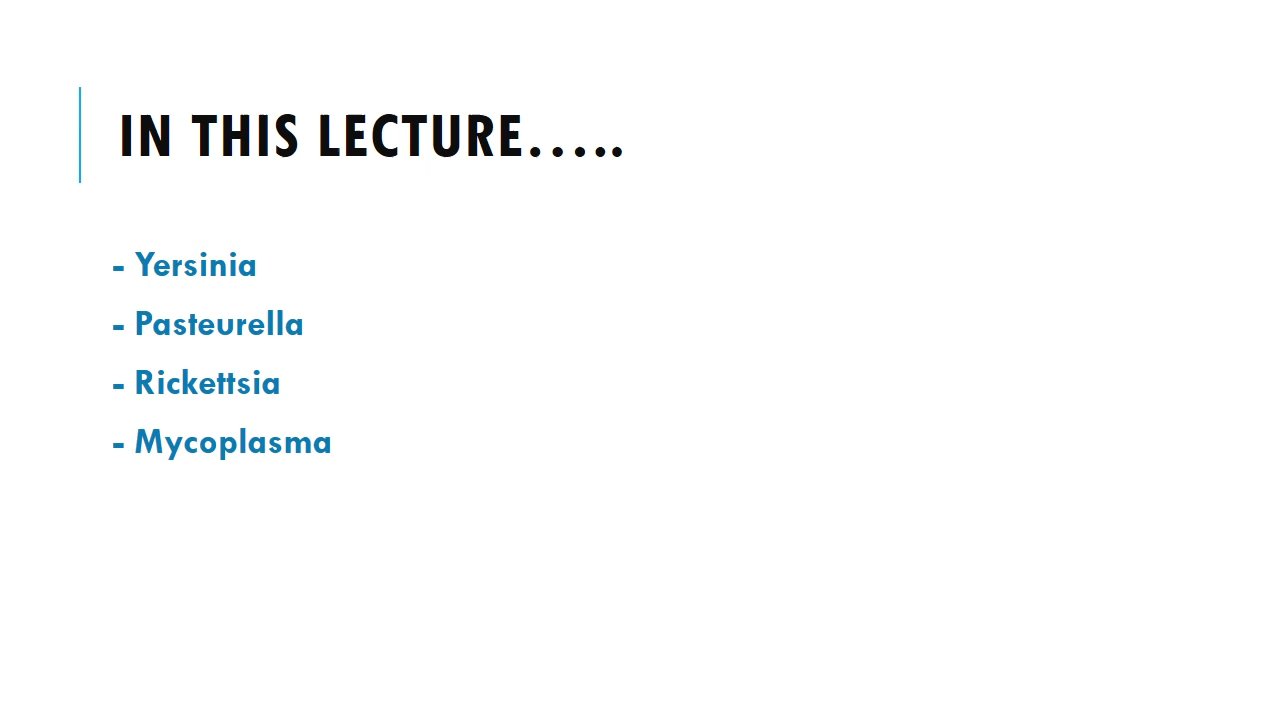 IN THIS LECTURE.....
- Yersinia
- Pasteurella
- Rickettsia
- Mycoplasma